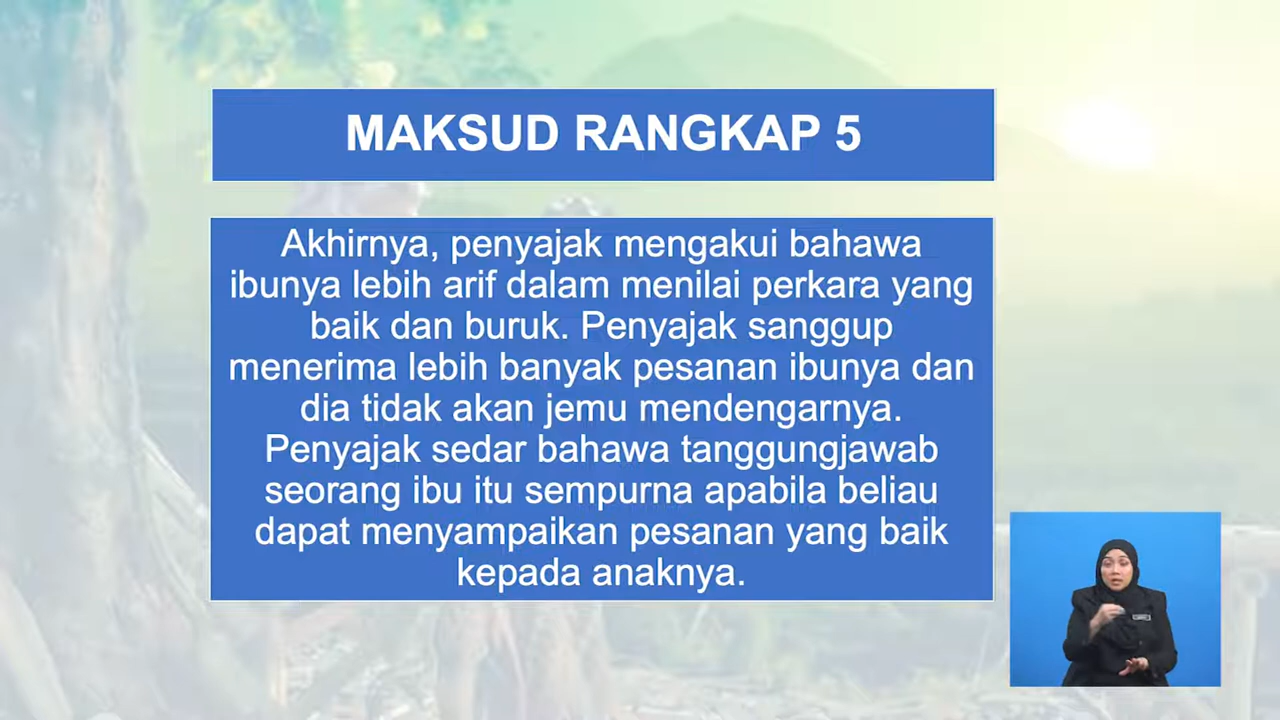 MAKSUD RANGKAP 5
Akhirnya, penyajak mengakui bahawa
ibunya lebih arif dalam menilai perkara yang
baik dan buruk. Penyajak sanggup
menerima lebih banyak pesanan ibunya dan
dia tidak akan jemu mendengarnya.
Penyajak sedar bahawa tanggungjawab
seorang ibu itu sempurna apabila beliau
dapat menyampaikan pesanan yang baik
kepada anaknya.